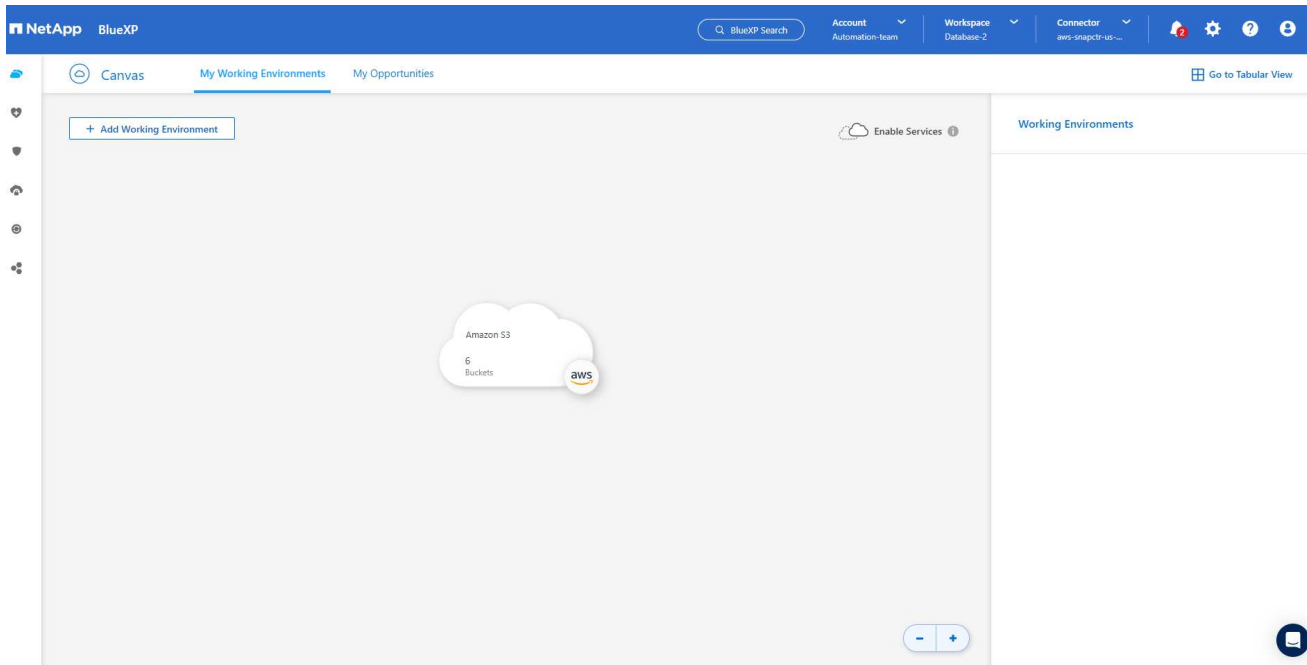 NetApp BlueXP
BlueXP Search
Account
Automation-team
Workspace
Database-2
Connector
aws-snapctr-us-...
2
Canvas
My Working Environments
My Opportunities
Go to Tabular View
+ Add Working Environment
Enable Services
Working Environments
Amazon S3
6
Buckets
aws
- +